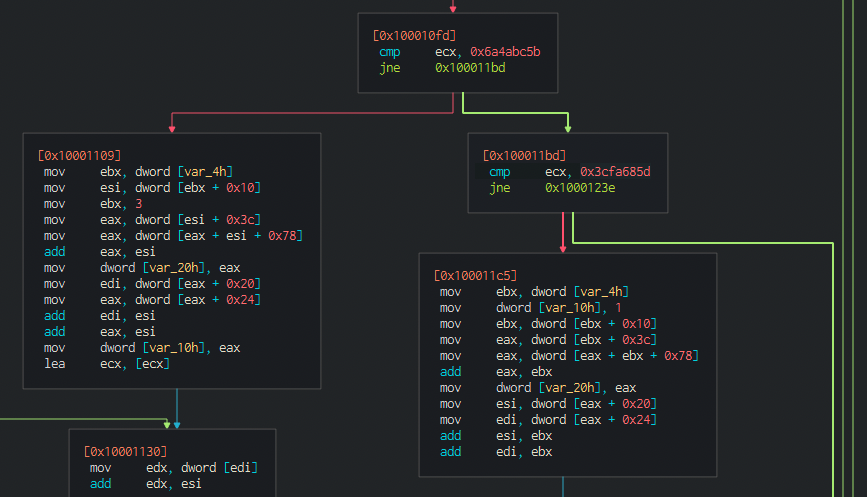 [0x100010fd]
cmp ecx, 0x6a4abc5b
jne 0x100011bd
[0x10001109]
mov ebx, dword [var_4h]
mov esi, dword [ebx + 0x10]
mov ebx, 3
mov eax, dword [esi + 0x3c]
mov eax, dword [eax + esi + 0x78]
add eax, esi
mov dword [var_20h], eax
mov edi, dword [eax + 0x20]
mov eax, dword [eax + 0x24]
add edi, esi
add eax, esi
mov dword [var_10h], eax
lea ecx, [ecx]
[0x100011bd]
cmp ecx, 0x3cfa685d
jne 0x1000123e
[0x100011c5]
mov ebx, dword [var_4h]
mov dword [var_10h], 1
mov ebx, dword [ebx + 0x10]
mov eax, dword [ebx + 0x3c]
mov eax, dword [eax + ebx + 0x78]
add eax, ebx
mov dword [var_20h], eax
mov esi, dword [eax + 0x20]
mov edi, dword [eax + 0x24]
add esi, ebx
add edi, ebx
[0x10001130]
mov edx, dword [edi]
add edx, esi